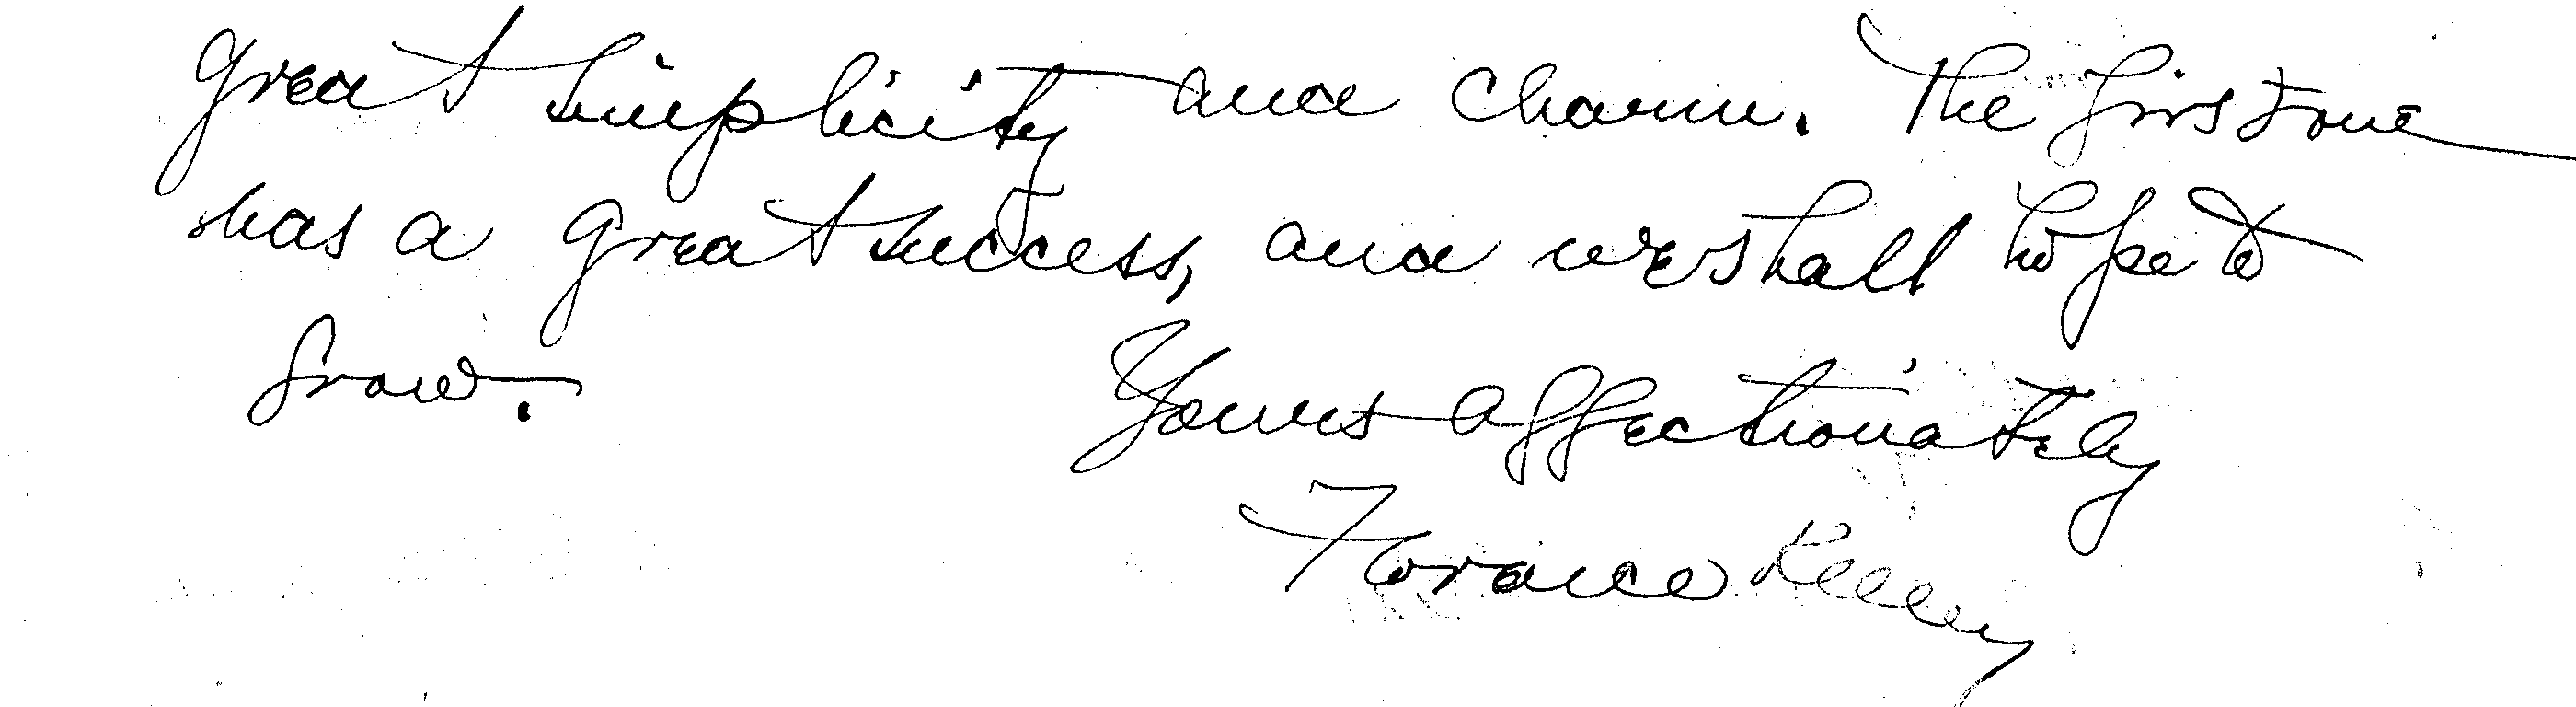 great simplicity and charm. The first one
was a great success, and we shall hope to
grow.
Yours affectionately
Florence Kelley